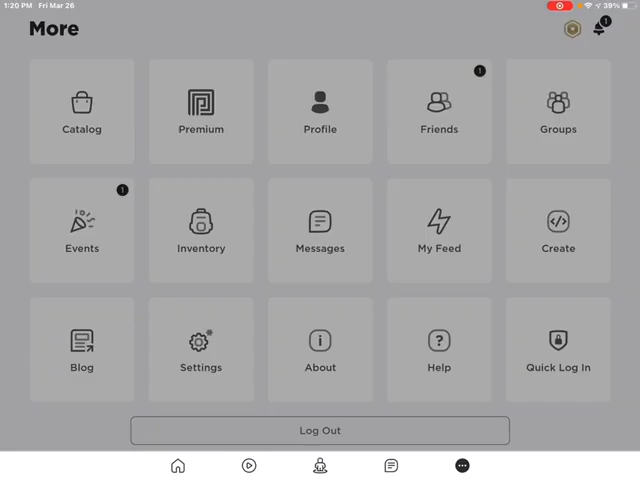 1:20 PM Fri Mar 26
39%
More
1
1
Catalog Premium Profile Friends Groups
1
Events Inventory Messages My Feed Create
Blog Settings About Help Quick Log In
Log Out